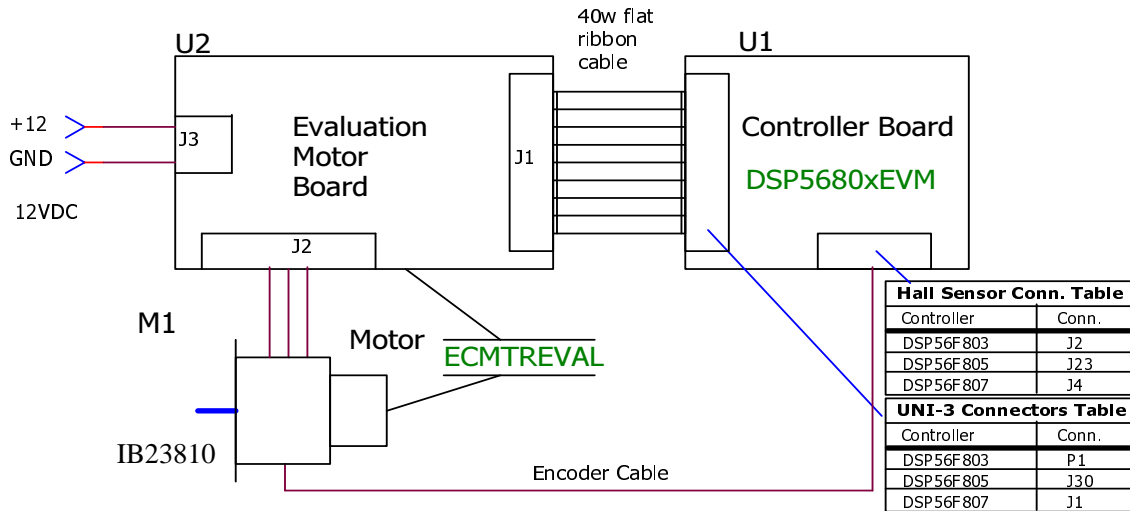 40w flat
ribbon
cable
U2
U1
+12
GND
12VDC
J3
Evaluation
Motor
Board
J1
Controller Board
DSP5680xEVM
J2
M1
Motor
ECMTREVAL
IB23810
Encoder Cable
Hall Sensor Conn. Table
Controller Conn.
DSP56F803 J2
DSP56F805 J23
DSP56F807 J4
UNI-3 Connectors Table
Controller Conn.
DSP56F803 P1
DSP56F805 J30
DSP56F807 J1